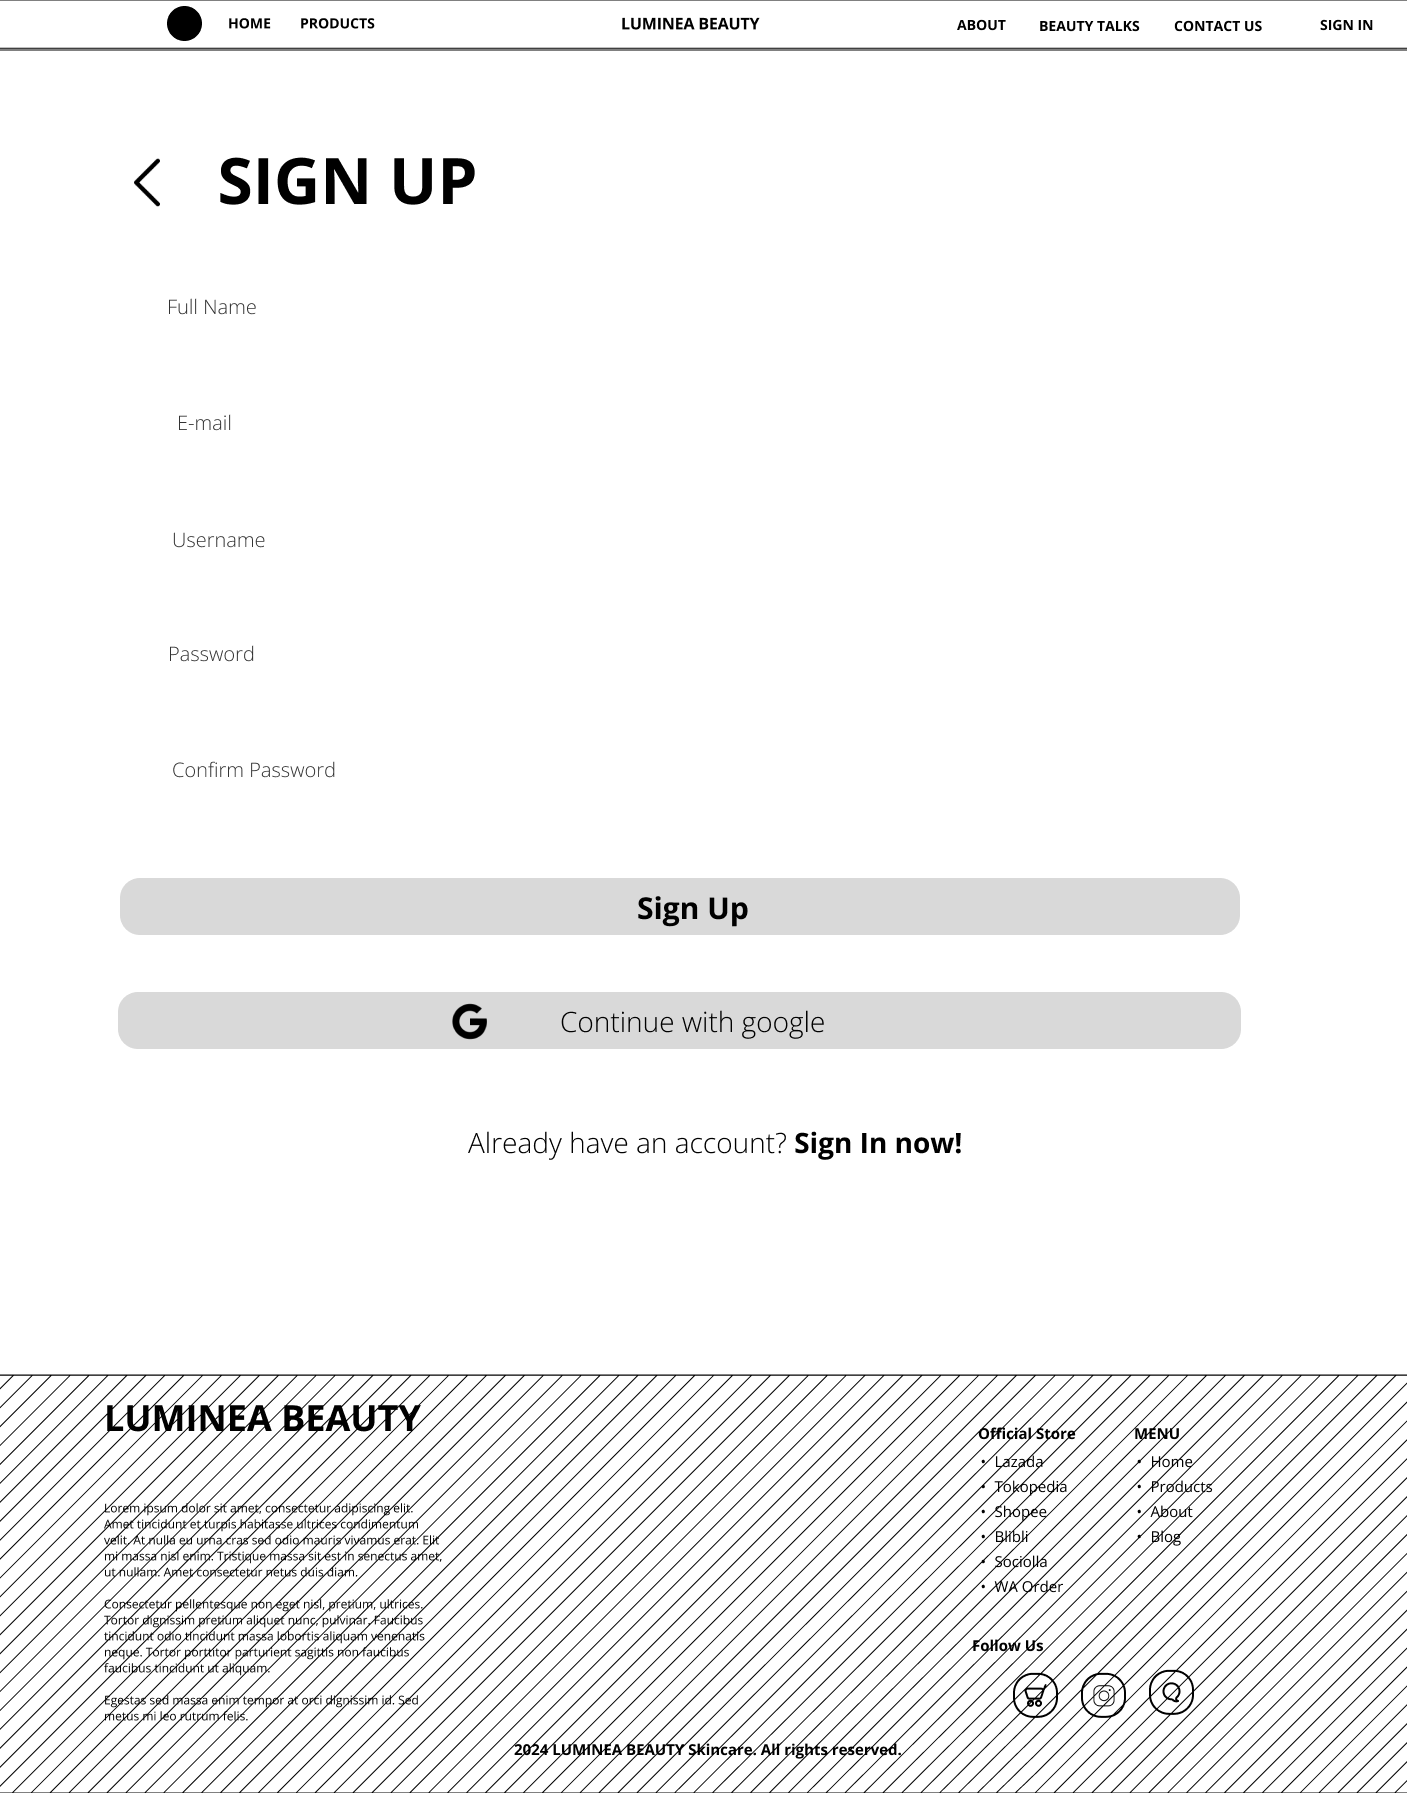 HOME PRODUCTS LUMINEA BEAUTY ABOUT BEAUTY TALKS CONTACT US SIGN IN
SIGN UP
Full Name
E-mail
Username
Password
Confirm Password
Sign Up
G Continue with google
Already have an account? Sign In now!
LUMINEA BEAUTY
Lorem ipsum dolor sit amet, consectetur adipiscing elit.
Amet tincidunt et turpis habitasse ultrices condimentum
velit. At nulla eu urna cras sed odio mauris vivamus erat. Elit
mi massa nisl enim. Tristique massa sit est in senectus amet,
ut nullam. Amet consectetur netus duis diam.
Consectetur pellentesque non eget nisl, pretium, ultrices.
Tortor dignissim pretium aliquet nunc, pulvinar. Faucibus
tincidunt odio tincidunt massa lobortis aliquam venenatis
neque. Tortor porttitor parturient sagittis non faucibus
faucibus tincidunt ut aliquam.
Egestas sed massa enim tempor at orci dignissim id. Sed
metus mi leo rutrum felis.
Official Store
• Lazada
• Tokopedia
• Shopee
• Blibli
• Sociolla
• WA Order
MENU
• Home
• Products
• About
• Blog
Follow Us
2024 LUMINEA BEAUTY Skincare. All rights reserved.